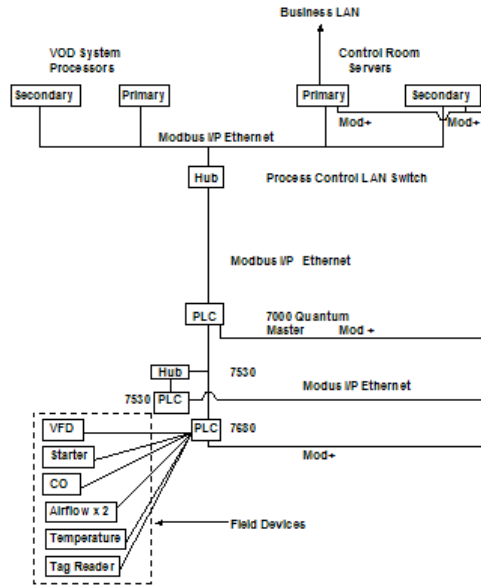 Business LAN
VOD System
Processors
Control Room
Servers
Secondary
Primary
Primary
Secondary
Mod+
Mod+
Modbus I/P Ethernet
Hub
Process Control LAN Switch
Modbus I/P Ethernet
PLC
7000 Quantum
Master Mod +
Hub
7530
7530
PLC
Modus I/P Ethernet
VFD
PLC
7680
Starter
Mod+
CO
Airflow x 2
Field Devices
Temperature
Tag Reader